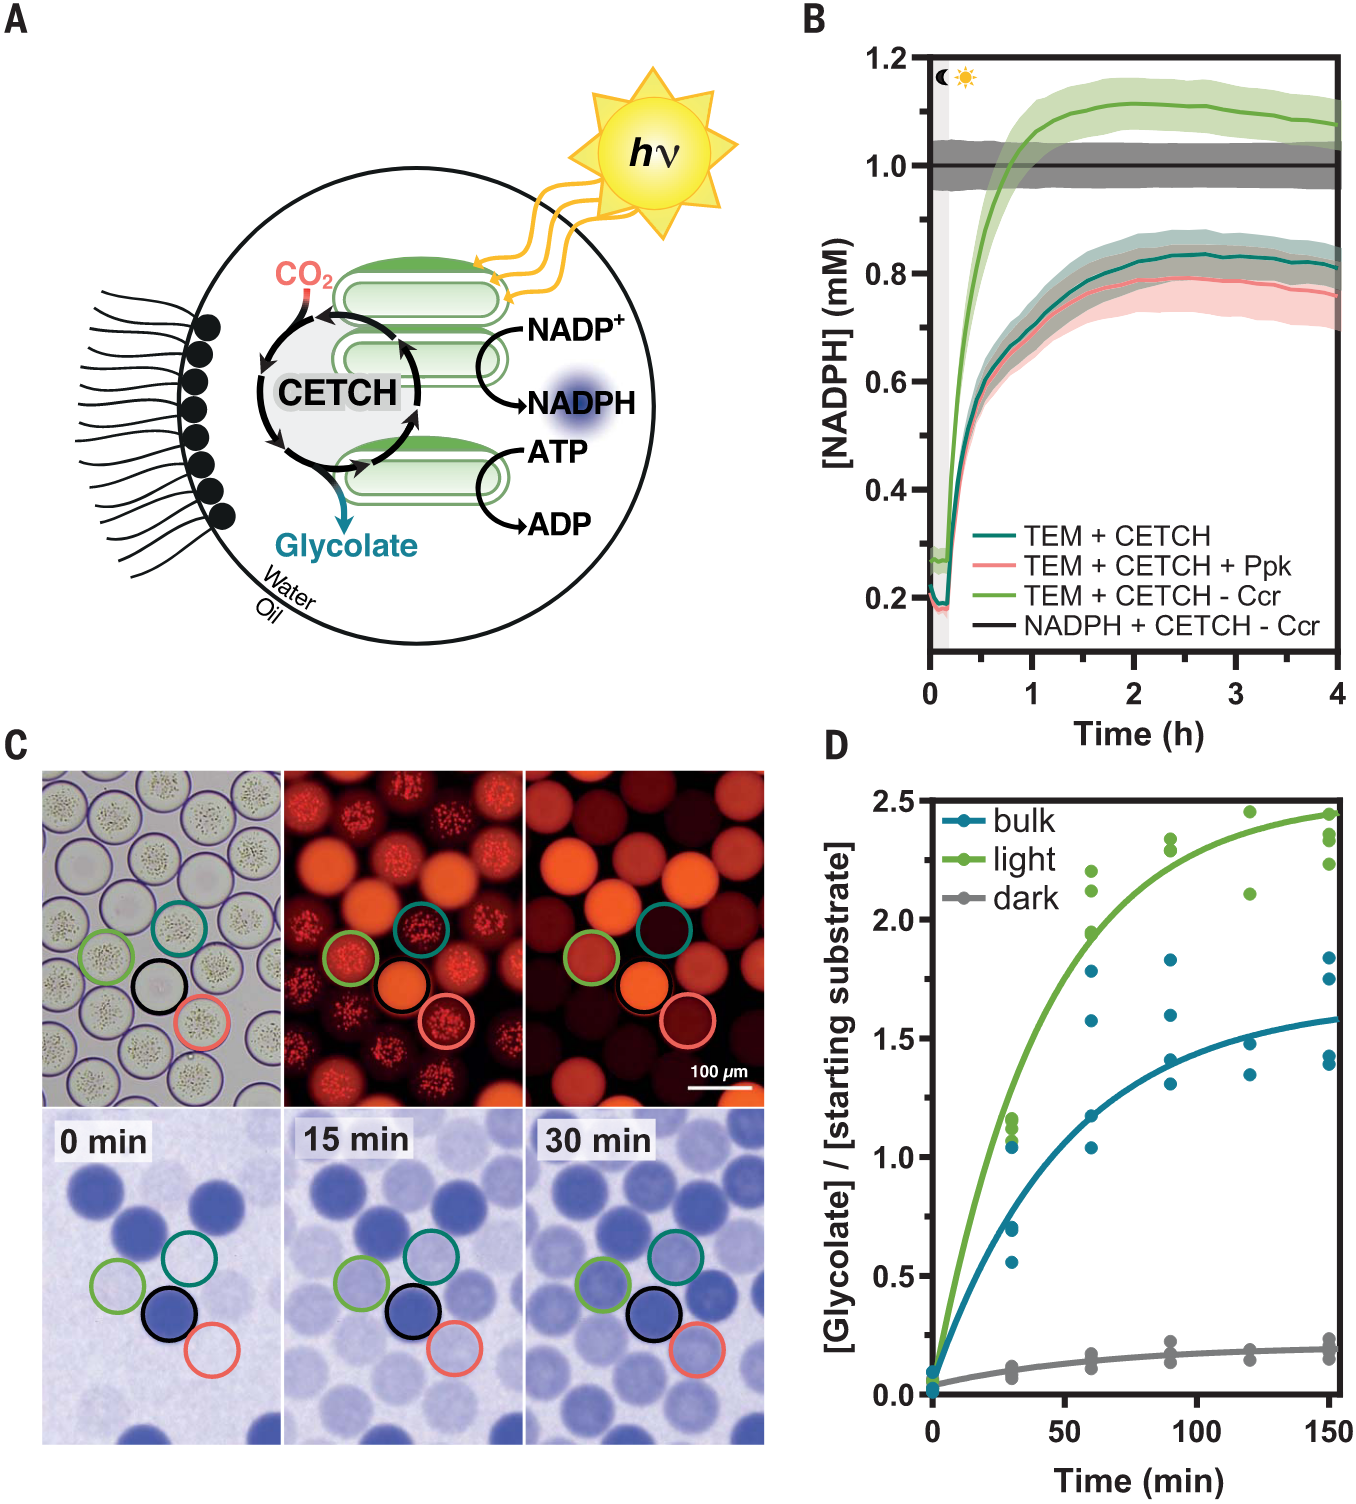 A
hν
CO2
NADP+
CETCH
NADPH
ATP
ADP
Glycolate
Water
Oil
B
[NADPH] (mM)
1.2
1.0
0.8
0.6
0.4
0.2
TEM + CETCH
TEM + CETCH + Ppk
TEM + CETCH - Ccr
NADPH + CETCH - Ccr
0 1 2 3 4
Time (h)
C
100 µm
0 min
15 min
30 min
D
[Glycolate] / [starting substrate]
2.5
2.0
1.5
1.0
0.5
0.0
bulk
light
dark
0 50 100 150
Time (min)